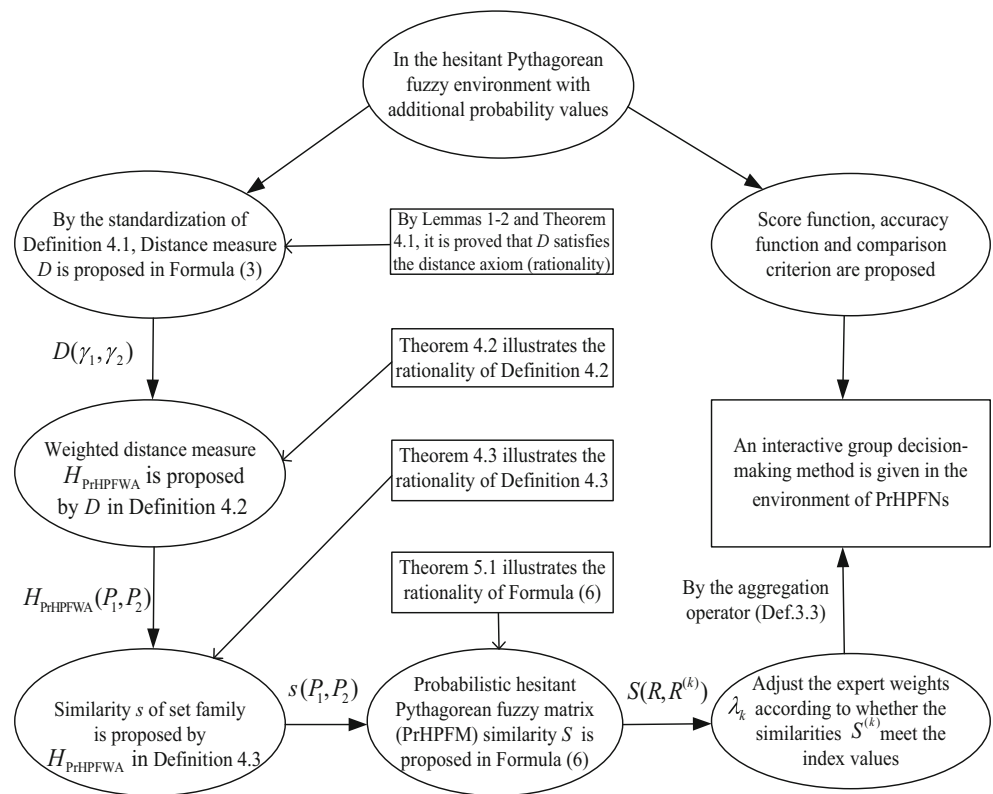 In the hesitant Pythagorean
fuzzy environment with
additional probability values
By the standardization of
Definition 4.1, Distance measure
D is proposed in Formula (3)
By Lemmas 1-2 and Theorem
4.1, it is proved that D satisfies
the distance axiom (rationality)
Score function, accuracy
function and comparison
criterion are proposed
D(γ₁,γ₂)
Theorem 4.2 illustrates the
rationality of Definition 4.2
Weighted distance measure
H_PrHPFWA is proposed
by D in Definition 4.2
Theorem 4.3 illustrates the
rationality of Definition 4.3
An interactive group decision-
making method is given in the
environment of PrHPFNs
H_PrHPFWA(P₁,P₂)
Theorem 5.1 illustrates the
rationality of Formula (6)
By the aggregation
operator (Def.3.3)
Similarity s of set family
is proposed by
H_PrHPFWA in Definition 4.3
s(P₁,P₂)
Probabilistic hesitant
Pythagorean fuzzy matrix
(PrHPFM) similarity S is
proposed in Formula (6)
S(R,R^(k))
Adjust the expert weights
λₖ according to whether the
similarities S^(k) meet the
index values